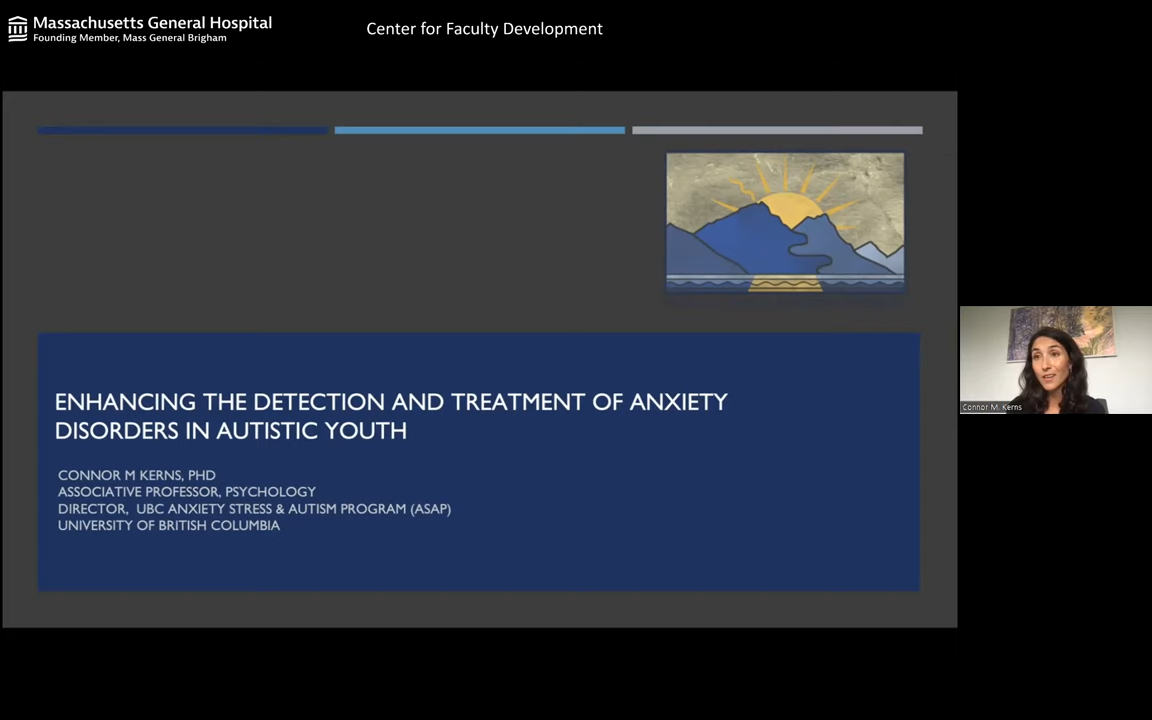 Massachusetts General Hospital
Founding Member, Mass General Brigham
Center for Faculty Development
ENHANCING THE DETECTION AND TREATMENT OF ANXIETY
DISORDERS IN AUTISTIC YOUTH
CONNOR M KERNS, PHD
ASSOCIATIVE PROFESSOR, PSYCHOLOGY
DIRECTOR, UBC ANXIETY STRESS & AUTISM PROGRAM (ASAP)
UNIVERSITY OF BRITISH COLUMBIA
Connor M. Kerns